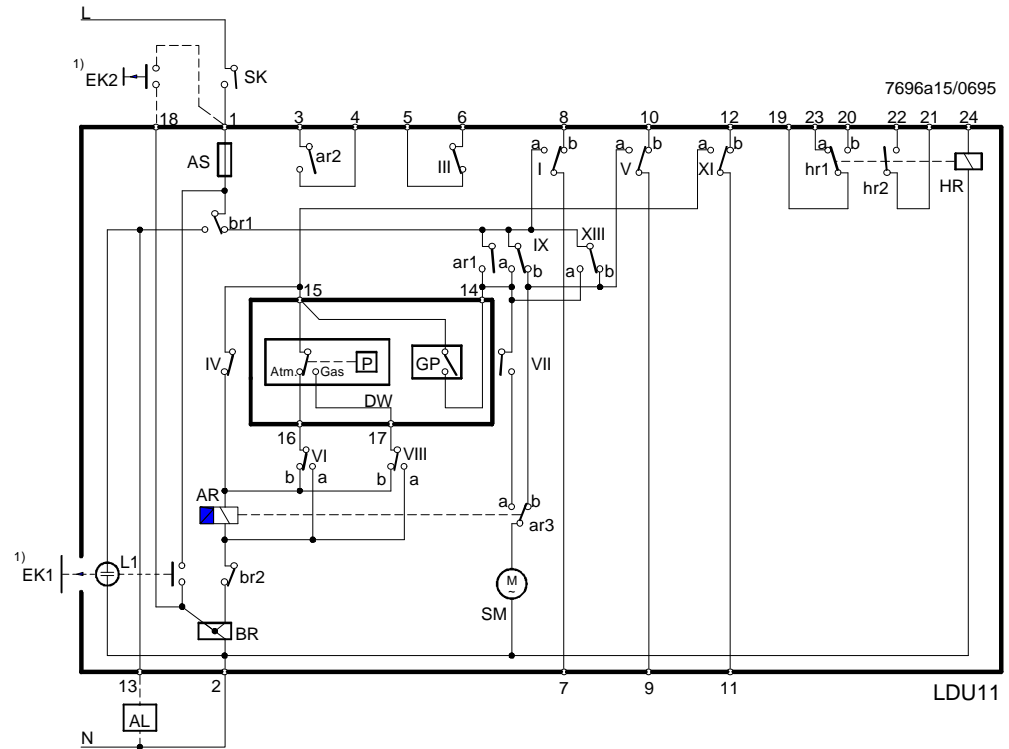 L
1)
EK2
SK
7696a15/0695
18 1 3 4 5 6 8 10 12 19 23 20 22 21 24
AS
ar2
III
a b
I
a b
V
a b
XI
a b
hr1
hr2
HR
br1
ar1
a b
IX
XIII
a b
15
14
IV
Atm.
Gas
P
GP
VII
DW
16
17
VI
VIII
b a
b a
AR
a b
ar3
1)
EK1
L1
br2
M
~
SM
BR
13 2 7 9 11
LDU11
AL
N